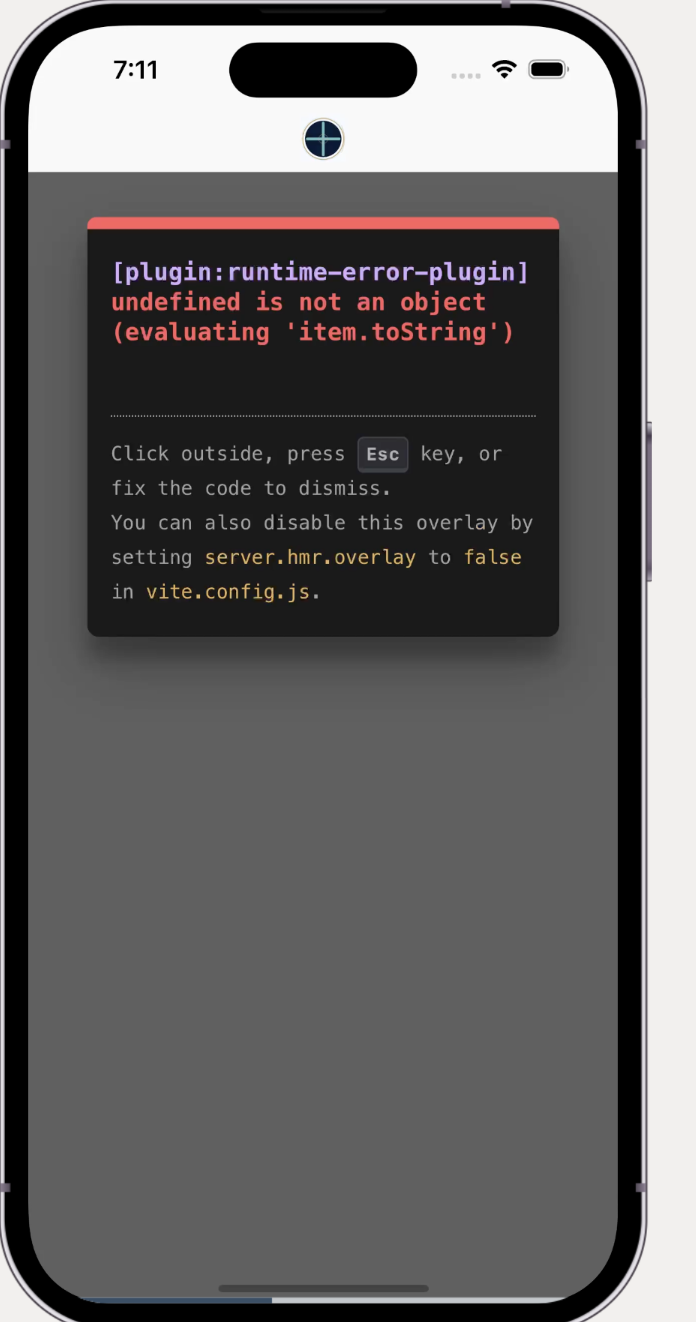 7:11
[plugin:runtime-error-plugin]
undefined is not an object
(evaluating 'item.toString')
Click outside, press Esc key, or
fix the code to dismiss.
You can also disable this overlay by
setting server.hmr.overlay to false
in vite.config.js.